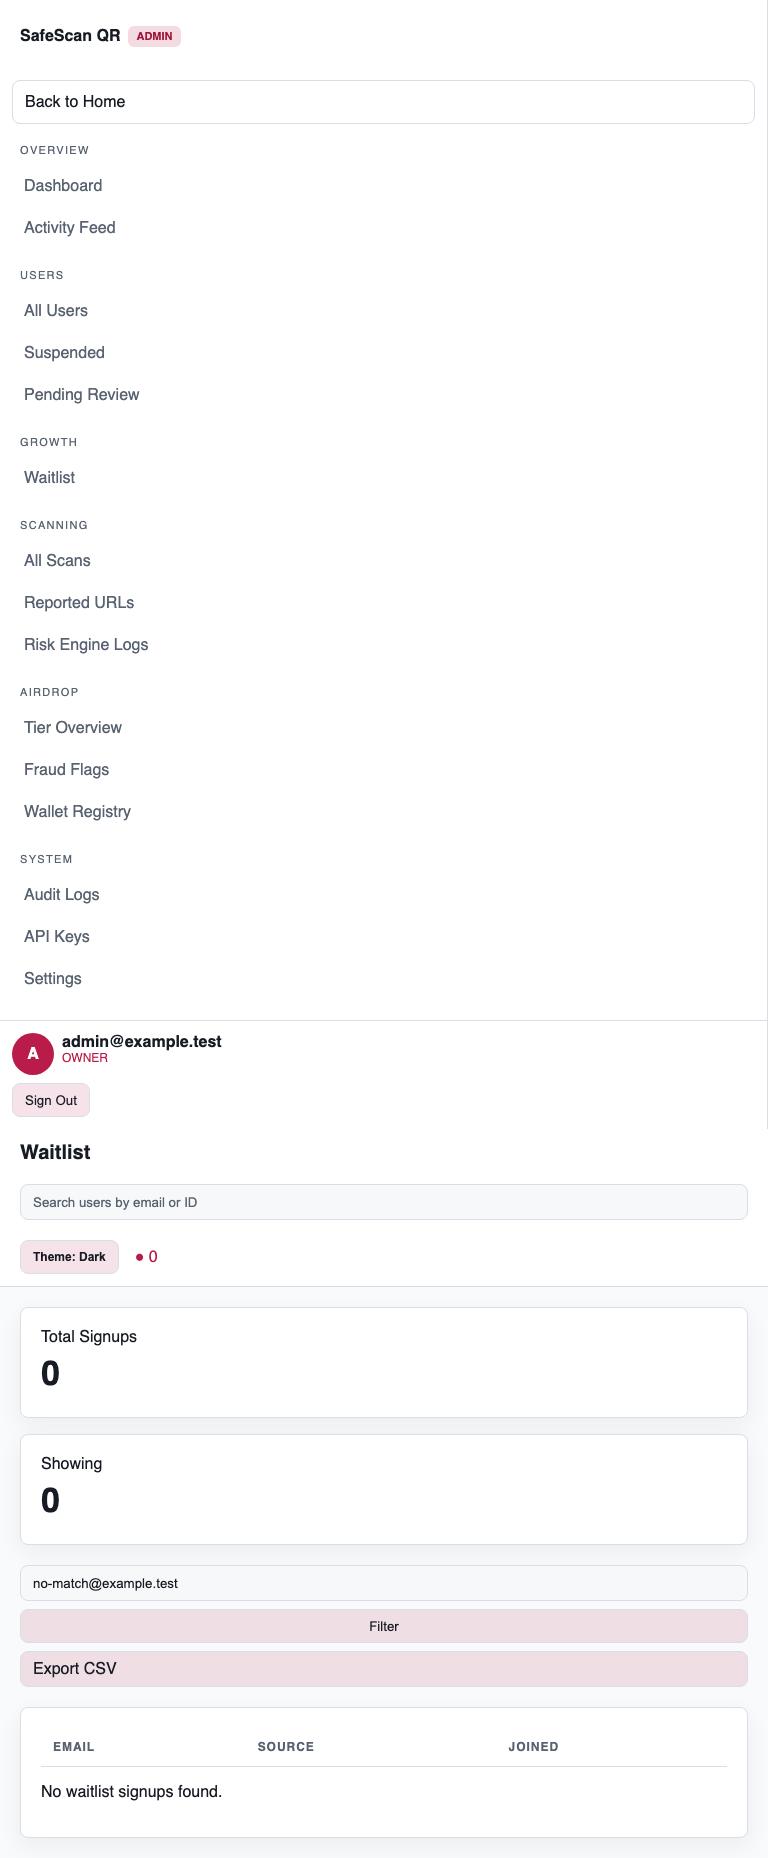 SafeScan QR ADMIN
Back to Home
OVERVIEW
Dashboard
Activity Feed
USERS
All Users
Suspended
Pending Review
GROWTH
Waitlist
SCANNING
All Scans
Reported URLs
Risk Engine Logs
AIRDROP
Tier Overview
Fraud Flags
Wallet Registry
SYSTEM
Audit Logs
API Keys
Settings
A admin@example.test
OWNER
Sign Out
Waitlist
Search users by email or ID
Theme: Dark ● 0
Total Signups
0
Showing
0
no-match@example.test
Filter
Export CSV
EMAIL SOURCE JOINED
No waitlist signups found.